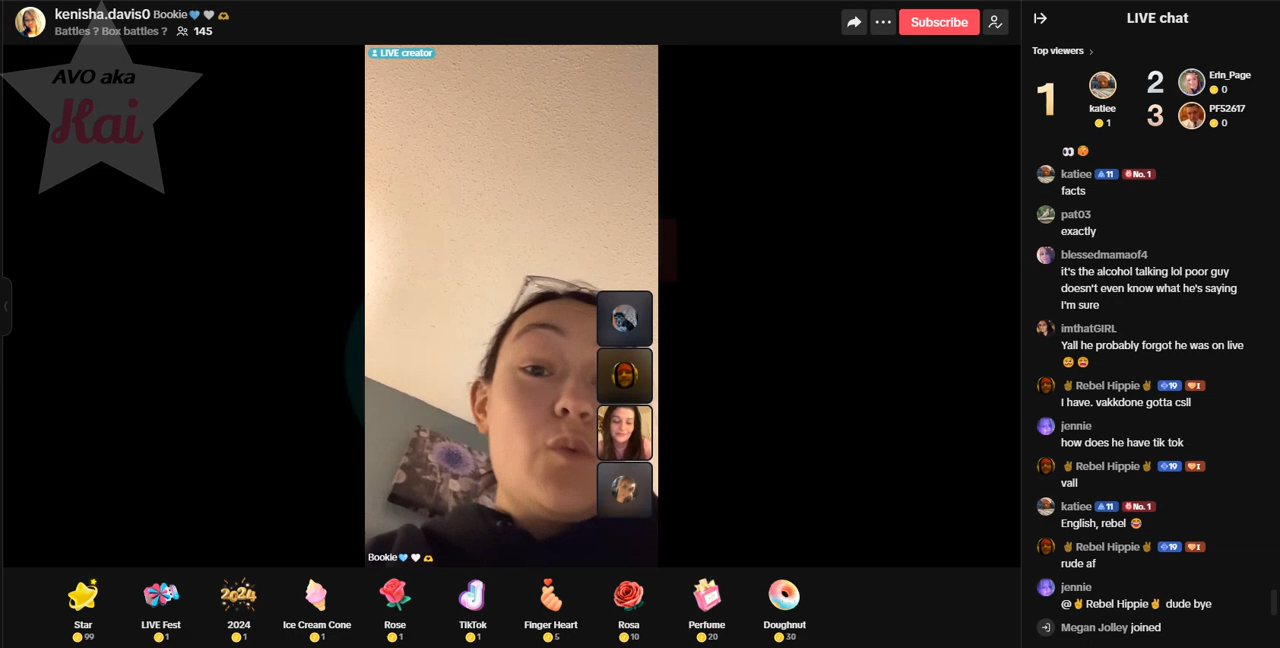 kenisha.davis0 Bookie💙🤍🫶
Battles ? Box battles ? 145
Subscribe
AVO aka
Kai
LIVE creator
Bookie💙🤍🫶
Star
99
LIVE Fest
1
2024
2024
1
Ice Cream Cone
1
Rose
1
TikTok
1
Finger Heart
5
Rosa
10
Perfume
20
Doughnut
30
LIVE chat
Top viewers
1
katiee
1
2
Erin_Page
0
3
PF52617
0
katiee 11 No. 1
facts
pat03
exactly
blessedmamaof4
it's the alcohol talking lol poor guy
doesn't even know what he's saying
I'm sure
imthatGIRL
Yall he probably forgot he was on live
✌Rebel Hippie✌ 19 I
I have. vakkdone gotta csll
jennie
how does he have tik tok
✌Rebel Hippie✌ 19 I
vall
katiee 11 No. 1
English, rebel 😅
✌Rebel Hippie✌ 19 I
rude af
jennie
@✌Rebel Hippie✌ dude bye
Megan Jolley joined